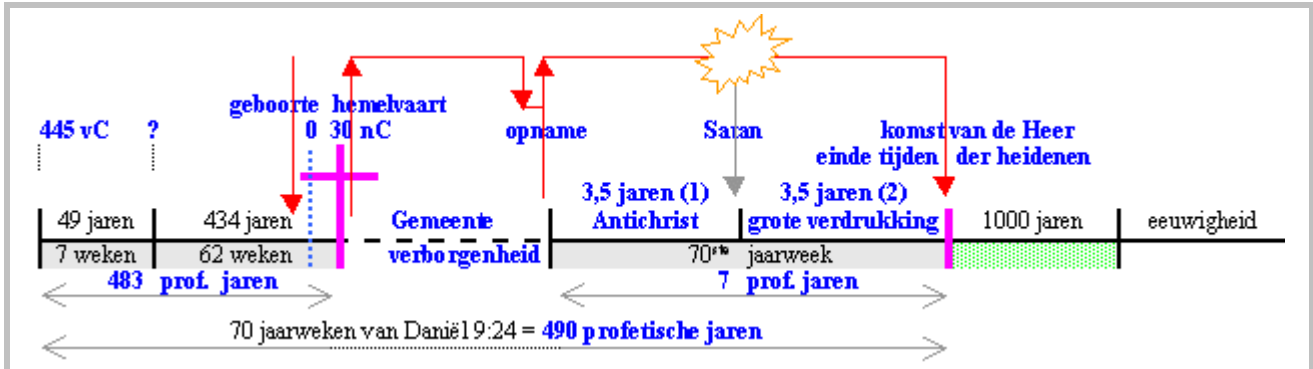 geboorte hemelvaart
445 vC ? 0 30 nC opname Satan komst van de Heer
einde tijden der heidenen
3,5 jaren (1) 3,5 jaren (2)
49 jaren 434 jaren Gemeente Antichrist grote verdrukking 1000 jaren eeuwigheid
7 weken 62 weken verborgenheid 70ste jaarweek
483 prof. jaren 7 prof. jaren
70 jaarweken van Daniël 9:24 = 490 profetische jaren